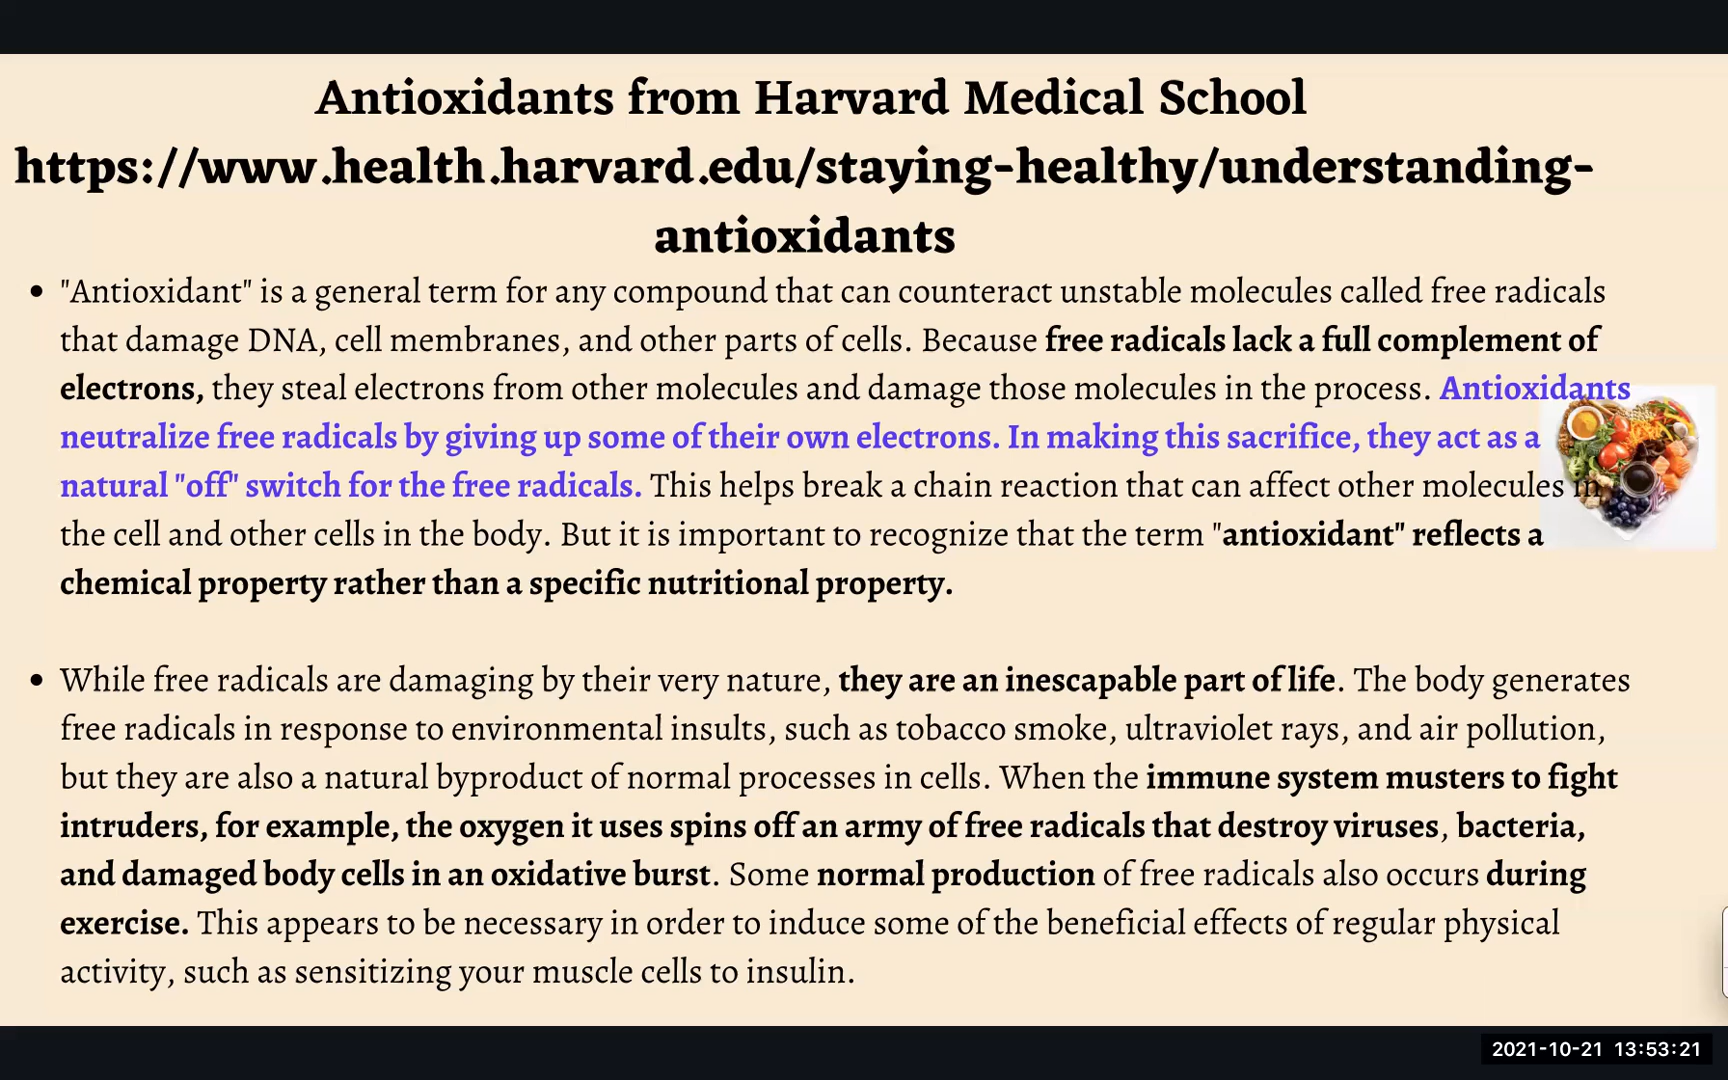 Antioxidants from Harvard Medical School
https://www.health.harvard.edu/staying-healthy/understanding-
antioxidants
• "Antioxidant" is a general term for any compound that can counteract unstable molecules called free radicals
that damage DNA, cell membranes, and other parts of cells. Because free radicals lack a full complement of
electrons, they steal electrons from other molecules and damage those molecules in the process. Antioxidants
neutralize free radicals by giving up some of their own electrons. In making this sacrifice, they act as a
natural "off" switch for the free radicals. This helps break a chain reaction that can affect other molecules in
the cell and other cells in the body. But it is important to recognize that the term "antioxidant" reflects a
chemical property rather than a specific nutritional property.
• While free radicals are damaging by their very nature, they are an inescapable part of life. The body generates
free radicals in response to environmental insults, such as tobacco smoke, ultraviolet rays, and air pollution,
but they are also a natural byproduct of normal processes in cells. When the immune system musters to fight
intruders, for example, the oxygen it uses spins off an army of free radicals that destroy viruses, bacteria,
and damaged body cells in an oxidative burst. Some normal production of free radicals also occurs during
exercise. This appears to be necessary in order to induce some of the beneficial effects of regular physical
activity, such as sensitizing your muscle cells to insulin.
2021-10-21 13:53:21